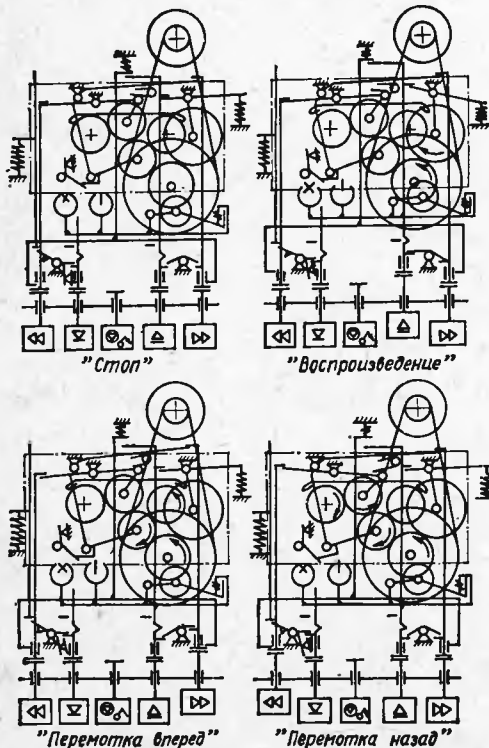 "Стоп"
"Воспроизведение"
"Перемотка вперед"
"Перемотка назад"